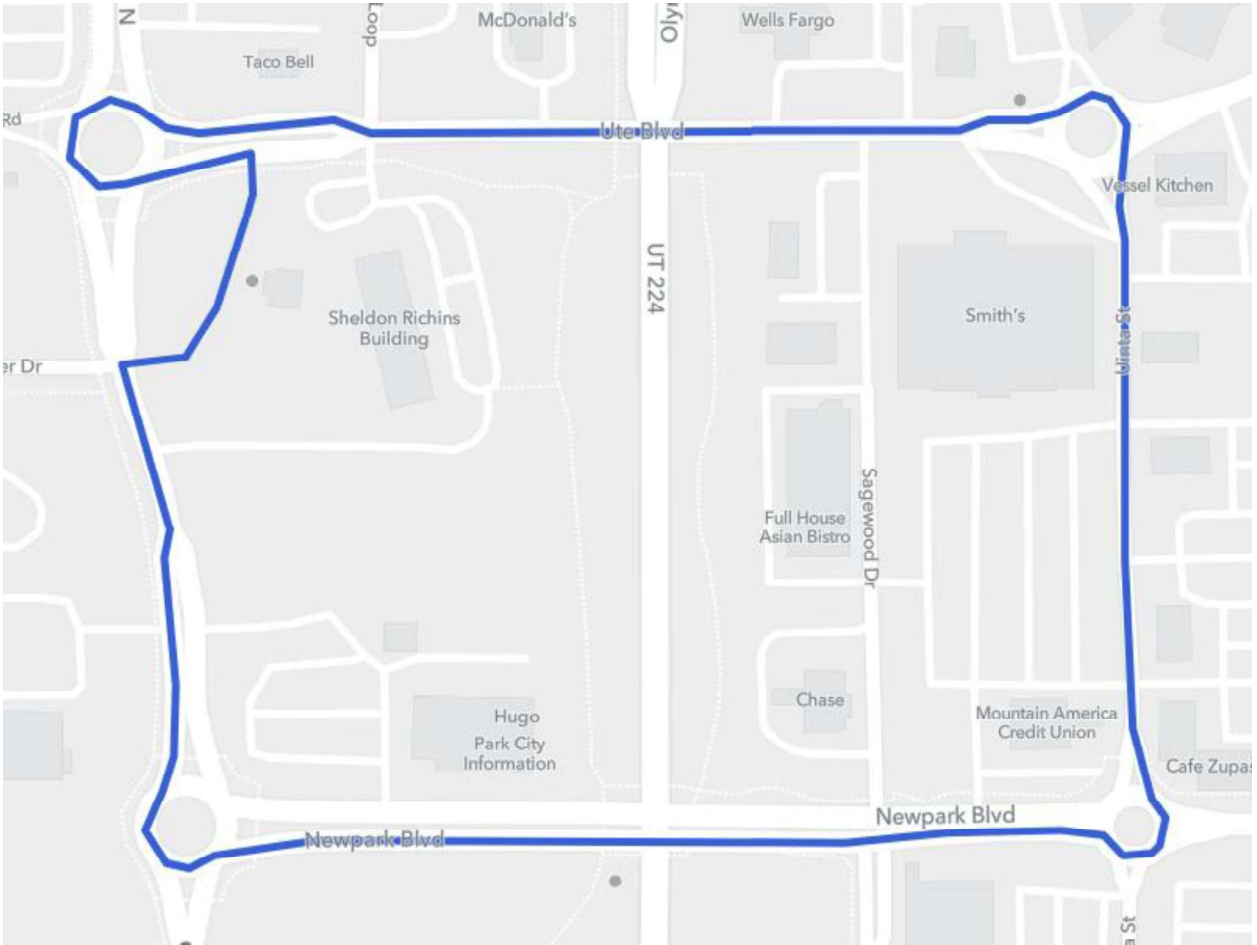 N
Loop
McDonald's
Oly
Wells Fargo
Taco Bell
Rd
Ute Blvd
Vessel Kitchen
UT 224
Sheldon Richins
Building
Smith's
Uinta St
er Dr
Full House
Asian Bistro
Sagewood Dr
Chase
Hugo
Park City
Information
Mountain America
Credit Union
Cafe Zupas
Newpark Blvd
Newpark Blvd
a St